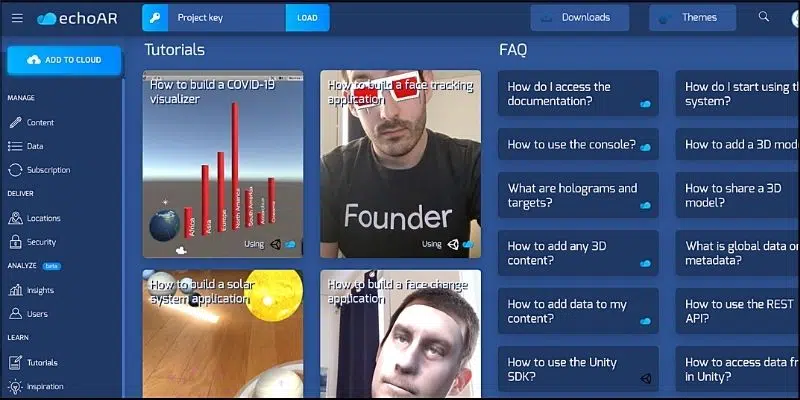 echoAR
Project key
LOAD
Downloads
Themes
ADD TO CLOUD
MANAGE
Content
Data
Subscription
DELIVER
Locations
Security
ANALYZE beta
Insights
Users
LEARN
Tutorials
Inspiration
Tutorials
How to build a COVID-19
visualizer
Africa
Asia
Europe
North America
South America
Oceania
Using
How to build a face tracking
application
Founder
Using
How to build a solar
system application
How to build a face change
application
FAQ
How do I access the
documentation?
How do I start using th
system?
How to use the console?
How to add a 3D mod
What are holograms and
targets?
How to share a 3D
model?
How to add any 3D
content?
What is global data or
metadata?
How to add data to my
content?
How to use the REST
API?
How to use the Unity
SDK?
How to access data fr
in Unity?